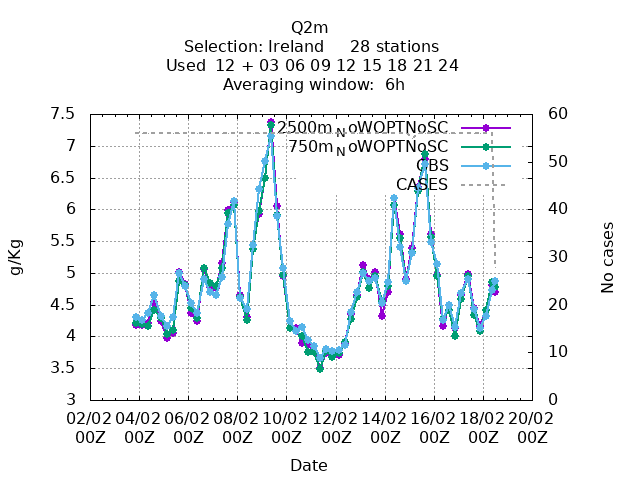 Q2m
Selection: Ireland 28 stations
Used 12 + 03 06 09 12 15 18 21 24
Averaging window: 6h
2500m NoWOPTNoSC
750m NoWOPTNoSC
OBS
CASES
g/Kg
7.5
7
6.5
6
5.5
5
4.5
4
3.5
3
No cases
60
50
40
30
20
10
0
02/02 04/02 06/02 08/02 10/02 12/02 14/02 16/02 18/02 20/02
00Z 00Z 00Z 00Z 00Z 00Z 00Z 00Z 00Z 00Z
Date